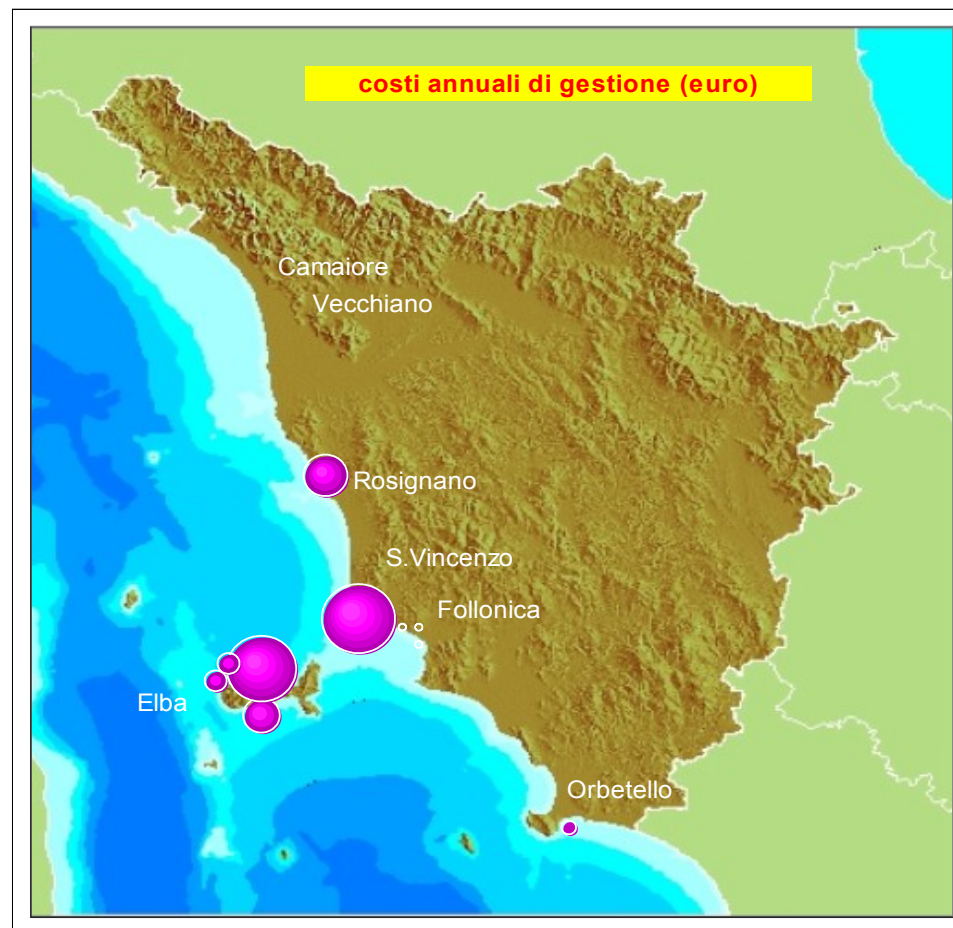 costi annuali di gestione (euro)
Camaiore
Vecchiano
Rosignano
S.Vincenzo
Follonica
Elba
Orbetello